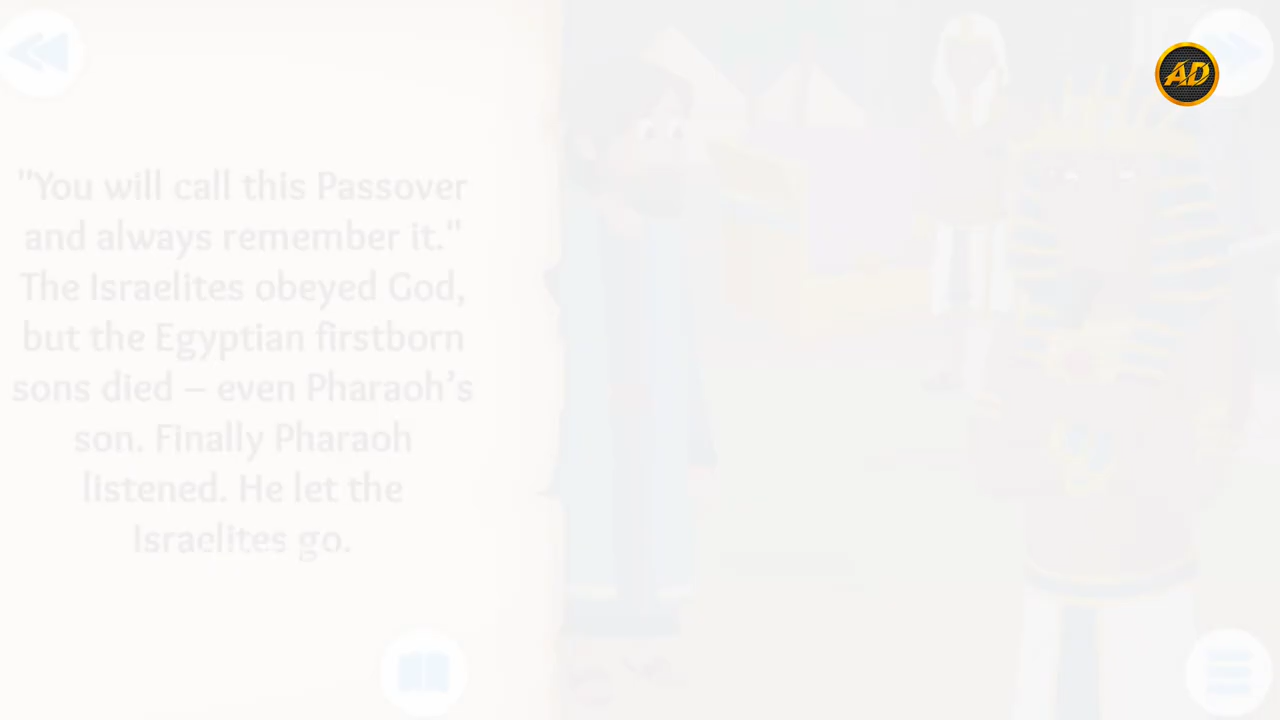 AD
"You will call this Passover
and always remember it."
The Israelites obeyed God,
but the Egyptian firstborn
sons died – even Pharaoh's
son. Finally Pharaoh
listened. He let the
Israelites go.